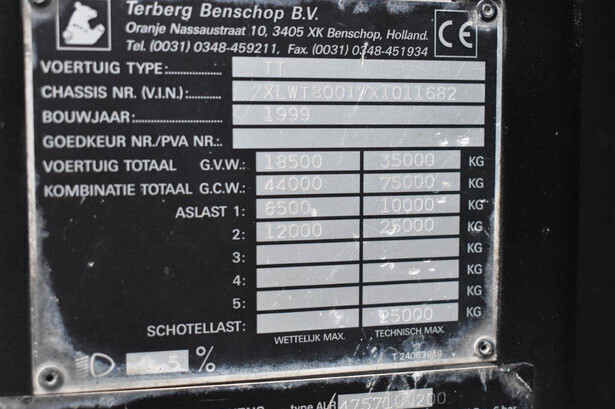 Terberg Benschop B.V.
Oranje Nassaustraat 10, 3405 XK Benschop, Holland.
Tel. (0031) 0348-459211, Fax. (0031) 0348-451934
CE
VOERTUIG TYPE: TT
CHASSIS NR. (V.I.N.):
BOUWJAAR: 1999
GOEDKEUR NR./PVA NR.:
VOERTUIG TOTAAL G.V.W.: 18500 35000 KG
KOMBINATIE TOTAAL G.C.W.: 44000 75000 KG
ASLAST 1: 6500 10000 KG
2: 12000 KG
3: KG
4: KG
5: KG
SCHOTELLAST: 25000 KG
WETTELIJK MAX. TECHNISCH MAX.
%
type